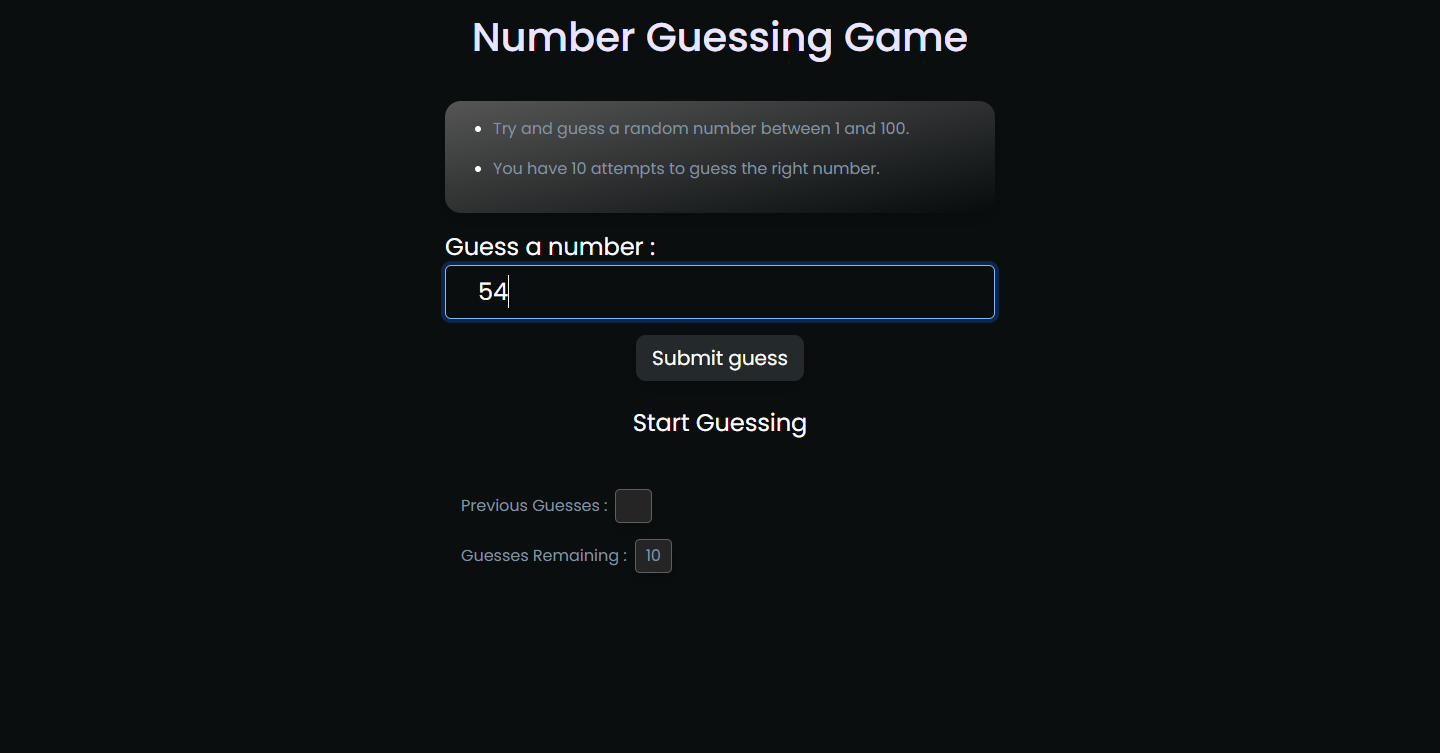 Number Guessing Game
Try and guess a random number between 1 and 100.
You have 10 attempts to guess the right number.
Guess a number :
54
Submit guess
Start Guessing
Previous Guesses :
Guesses Remaining : 10